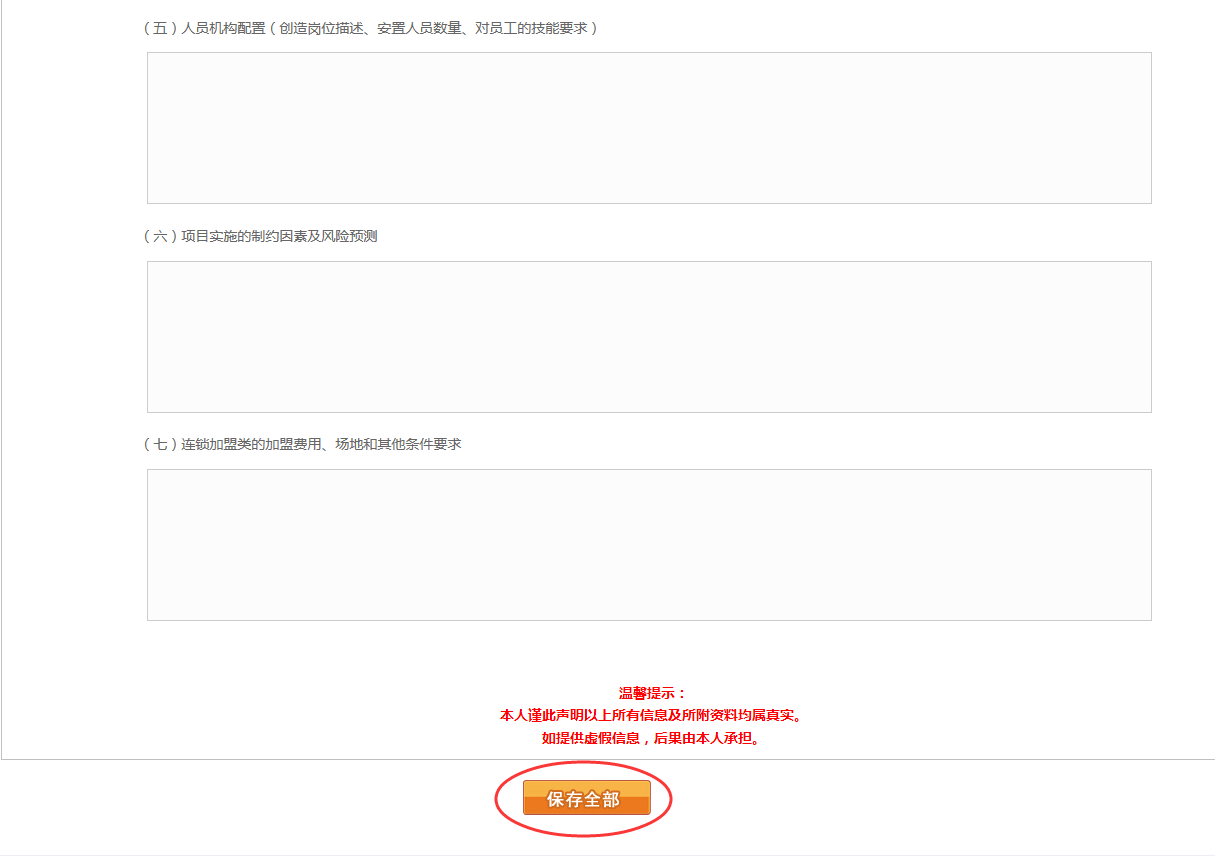 （五）人员机构配置（创造岗位描述、安置人员数量、对员工的技能要求）
（六）项目实施的制约因素及风险预测
（七）连锁加盟类的加盟费用、场地和其他条件要求
温馨提示：
本人谨此声明以上所有信息及所附资料均属真实。
如提供虚假信息，后果由本人承担。
保存全部